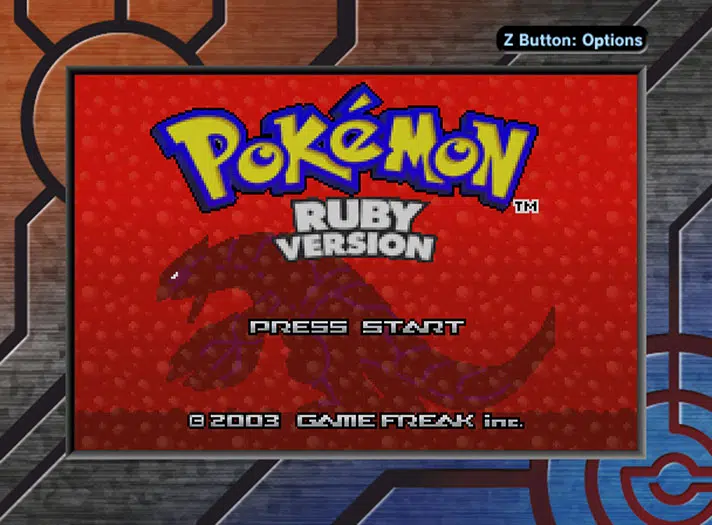 Z Button: Options
POKéMON
TM
RUBY
VERSION
PRESS START
© 2003 GAME FREAK inc.